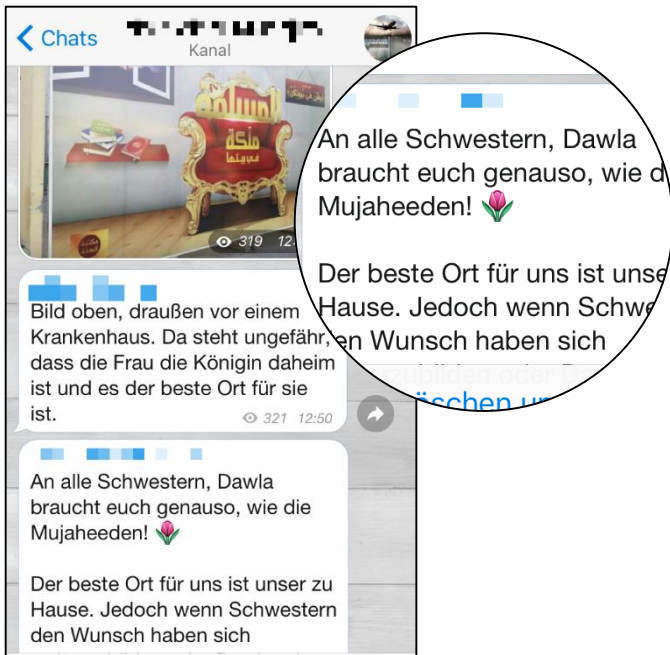 Chats
Kanal
المسلمة
ملكة
في بيتها
319
Bild oben, draußen vor einem
Krankenhaus. Da steht ungefähr,
dass die Frau die Königin daheim
ist und es der beste Ort für sie
ist.
321 12:50
An alle Schwestern, Dawla
braucht euch genauso, wie die
Mujaheeden! 🌷
Der beste Ort für uns ist unser zu
Hause. Jedoch wenn Schwestern
den Wunsch haben sich
An alle Schwestern, Dawla
braucht euch genauso, wie d
Mujaheeden! 🌷
Der beste Ort für uns ist unse
Hause. Jedoch wenn Schwe
en Wunsch haben sich